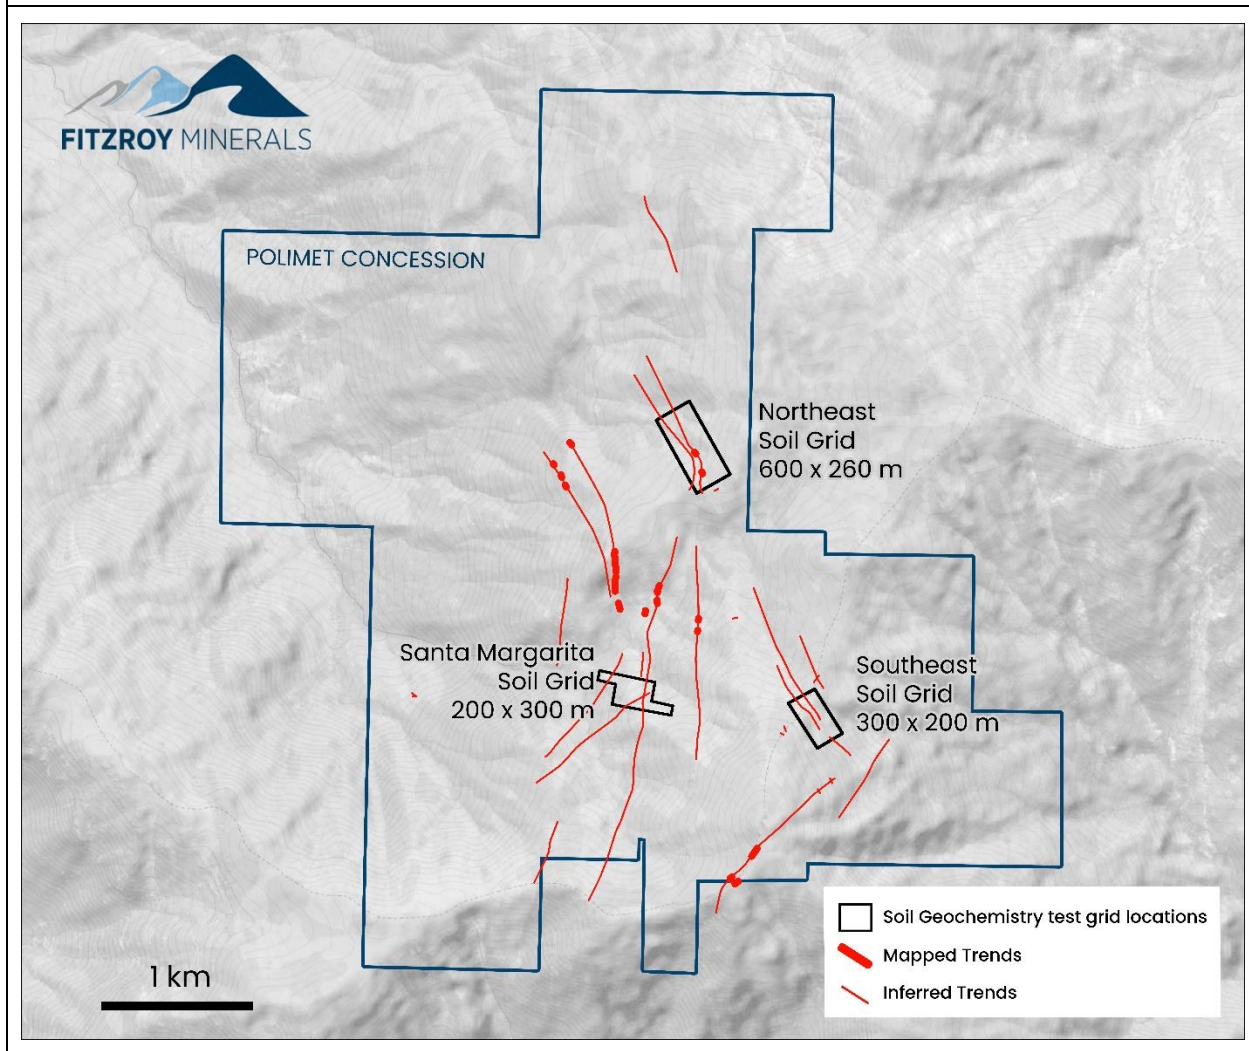 FITZROY MINERALS
POLIMET CONCESSION
Northeast
Soil Grid
600 x 260 m
Santa Margarita
Soil Grid
200 x 300 m
Southeast
Soil Grid
300 x 200 m
Soil Geochemistry test grid locations
Mapped Trends
Inferred Trends
1 km